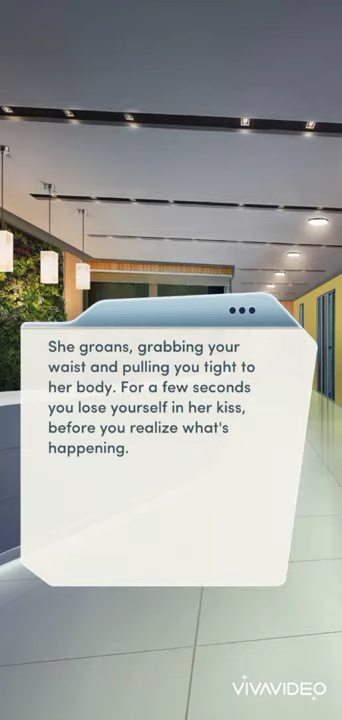 She groans, grabbing your
waist and pulling you tight to
her body. For a few seconds
you lose yourself in her kiss,
before you realize what's
happening.
VIVAVIDEO